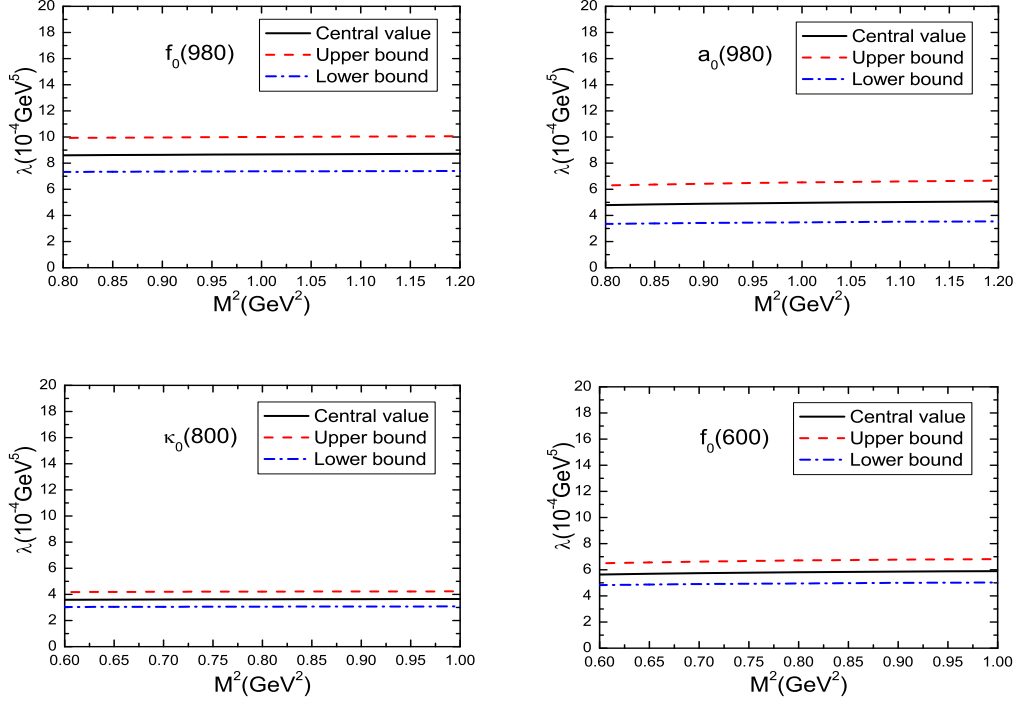 f₀(980)
Central value
Upper bound
Lower bound
λ(10⁻⁴GeV⁵)
20
18
16
14
12
10
8
6
4
2
0
0.80 0.85 0.90 0.95 1.00 1.05 1.10 1.15 1.20
M²(GeV²)
a₀(980)
Central value
Upper bound
Lower bound
λ(10⁻⁴GeV⁵)
20
18
16
14
12
10
8
6
4
2
0
0.80 0.85 0.90 0.95 1.00 1.05 1.10 1.15 1.20
M²(GeV²)
κ₀(800)
Central value
Upper bound
Lower bound
λ(10⁻⁴GeV⁵)
20
18
16
14
12
10
8
6
4
2
0
0.60 0.65 0.70 0.75 0.80 0.85 0.90 0.95 1.00
M²(GeV²)
f₀(600)
Central value
Upper bound
Lower bound
λ(10⁻⁴GeV⁵)
20
18
16
14
12
10
8
6
4
2
0
0.60 0.65 0.70 0.75 0.80 0.85 0.90 0.95 1.00
M²(GeV²)